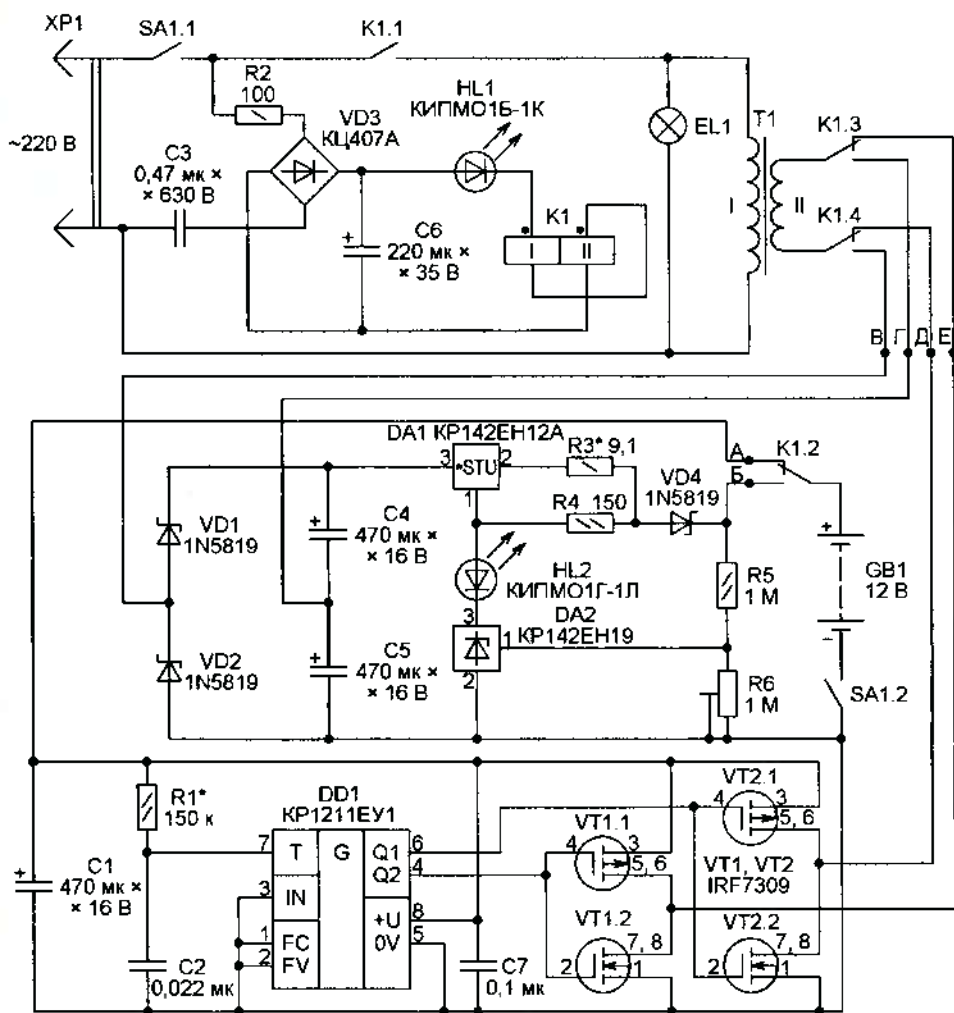 XP1
SA1.1
K1.1
R2
100
VD3
КЦ407А
HL1
КИПМО1Б-1К
EL1
T1
K1.3
~220 В
C3
0,47 мк ×
× 630 В
C6
220 мк ×
× 35 В
K1
I
II
I
II
K1.4
В
Г
Д
Е
DA1 КР142ЕН12А
3
*STU
2
1
R3* 9,1
R4 150
VD4
1N5819
А
Б
K1.2
VD1
1N5819
C4
470 мк ×
× 16 В
HL2
КИПМО1Г-1Л
DA2
КР142ЕН19
3
1
2
R5
1 М
GB1
12 В
VD2
1N5819
C5
470 мк ×
× 16 В
R6
1 М
SA1.2
R1*
150 к
DD1
КР1211ЕУ1
7
T
G
Q1
6
Q2
4
3
IN
1
FC
2
FV
+U
8
0V
5
C1
470 мк ×
× 16 В
C2
0,022 мк
C7
0,1 мк
VT1.1
4
3
5, 6
VT1.2
2
7, 8
1
VT2.1
4
3
5, 6
VT1, VT2
IRF7309
VT2.2
2
7, 8
1